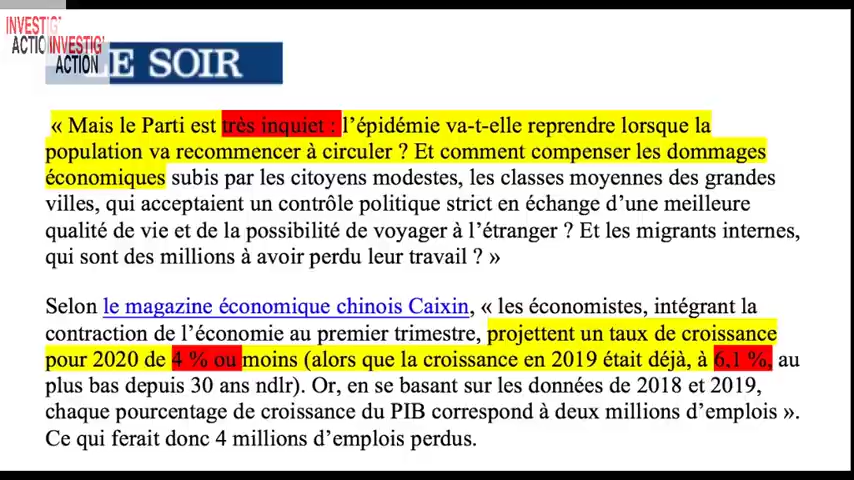 INVESTIG'
ACTION
INVESTIG'
ACTION
LE SOIR
« Mais le Parti est très inquiet : l’épidémie va-t-elle reprendre lorsque la
population va recommencer à circuler ? Et comment compenser les dommages
économiques subis par les citoyens modestes, les classes moyennes des grandes
villes, qui acceptaient un contrôle politique strict en échange d’une meilleure
qualité de vie et de la possibilité de voyager à l’étranger ? Et les migrants internes,
qui sont des millions à avoir perdu leur travail ? »
Selon le magazine économique chinois Caixin, « les économistes, intégrant la
contraction de l’économie au premier trimestre, projettent un taux de croissance
pour 2020 de 4 % ou moins (alors que la croissance en 2019 était déjà, à 6,1 %, au
plus bas depuis 30 ans ndlr). Or, en se basant sur les données de 2018 et 2019,
chaque pourcentage de croissance du PIB correspond à deux millions d’emplois ».
Ce qui ferait donc 4 millions d’emplois perdus.